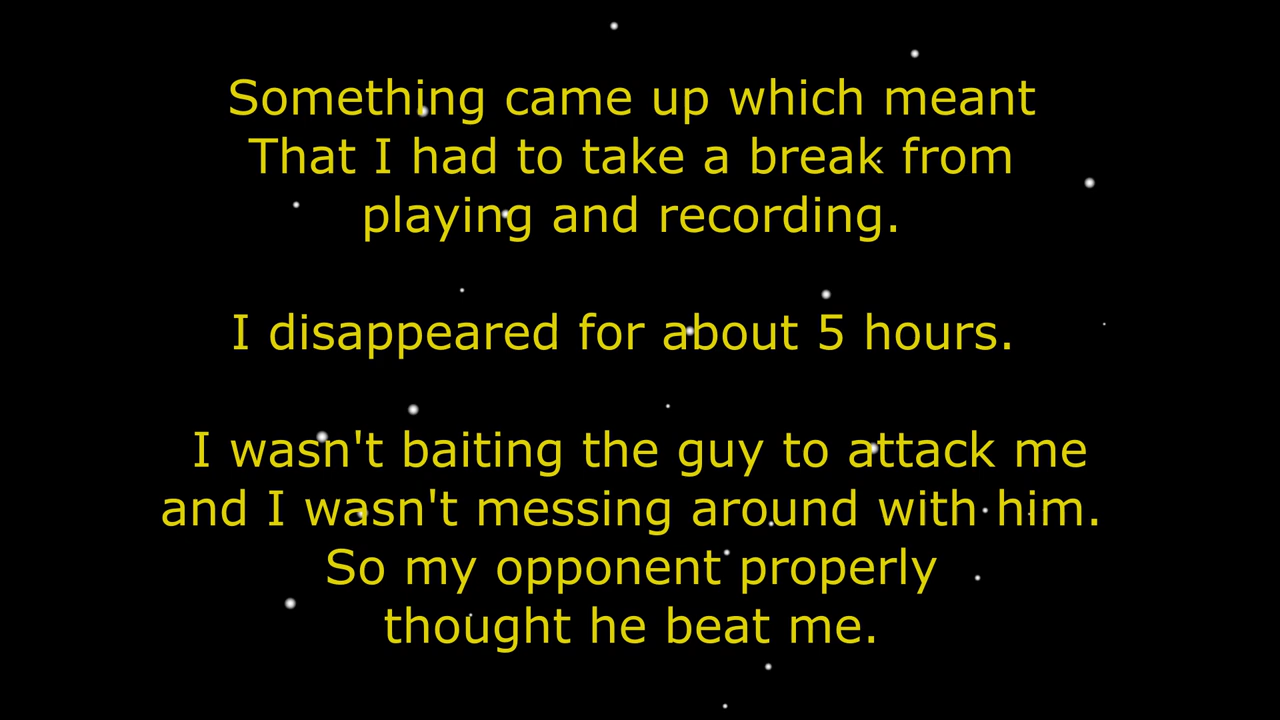 Something came up which meant
That I had to take a break from
playing and recording.
I disappeared for about 5 hours.
I wasn't baiting the guy to attack me
and I wasn't messing around with him.
So my opponent properly
thought he beat me.